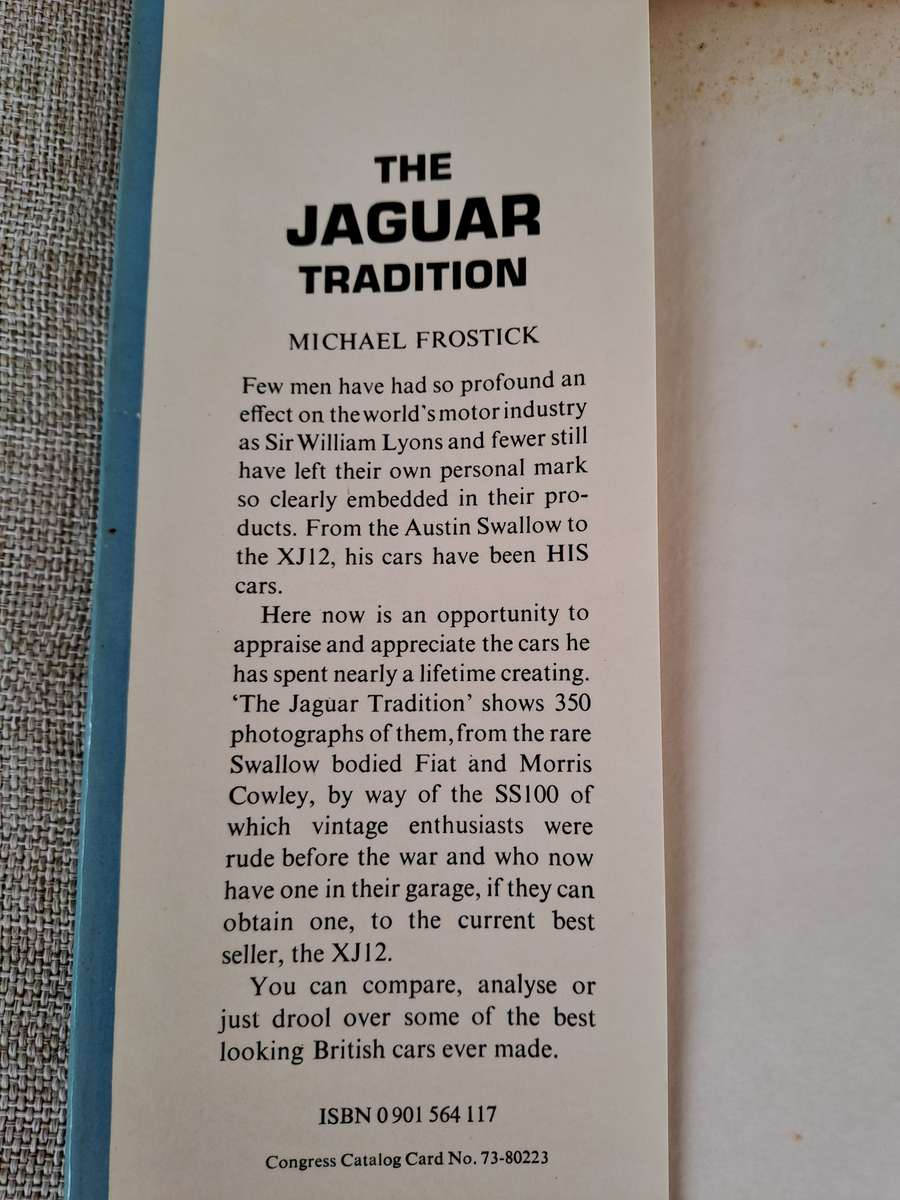 THE
JAGUAR
TRADITION
MICHAEL FROSTICK
Few men have had so profound an
effect on the world's motor industry
as Sir William Lyons and fewer still
have left their own personal mark
so clearly embedded in their pro-
ducts. From the Austin Swallow to
the XJ12, his cars have been HIS
cars.
Here now is an opportunity to
appraise and appreciate the cars he
has spent nearly a lifetime creating.
‘The Jaguar Tradition’ shows 350
photographs of them, from the rare
Swallow bodied Fiat and Morris
Cowley, by way of the SS100 of
which vintage enthusiasts were
rude before the war and who now
have one in their garage, if they can
obtain one, to the current best
seller, the XJ12.
You can compare, analyse or
just drool over some of the best
looking British cars ever made.
ISBN 0 901 564 117
Congress Catalog Card No. 73-80223